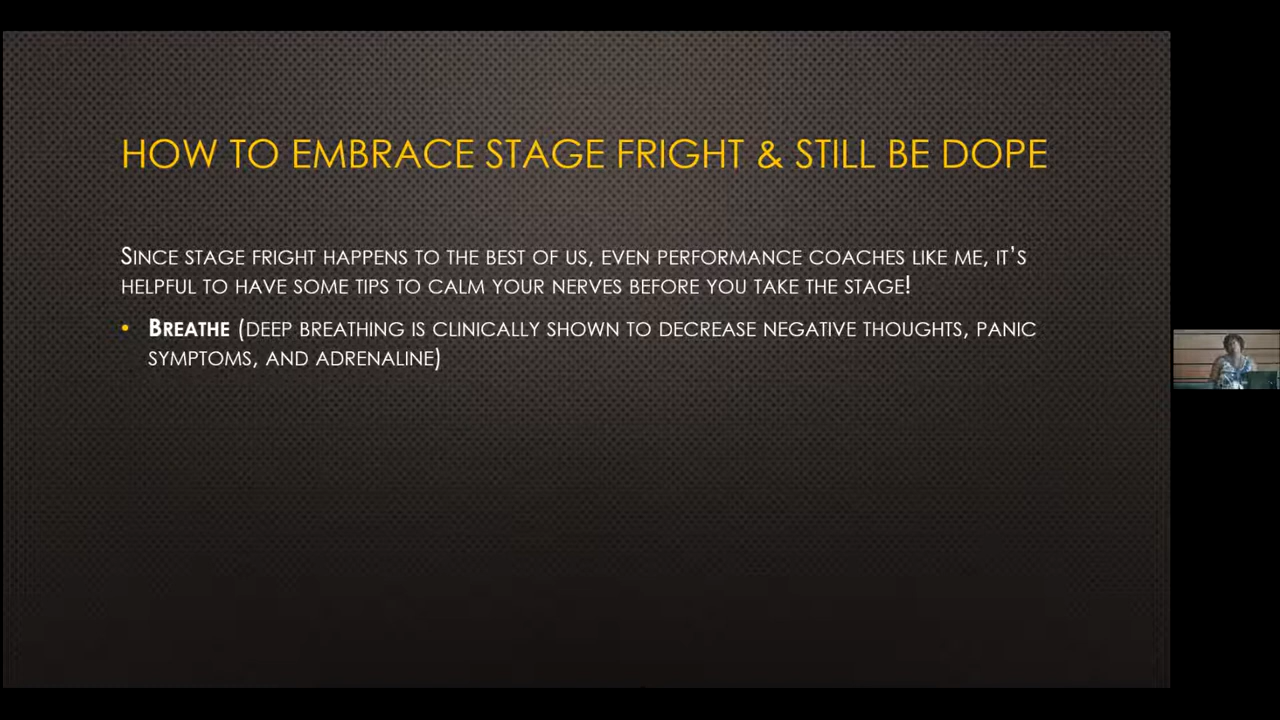 HOW TO EMBRACE STAGE FRIGHT & STILL BE DOPE
SINCE STAGE FRIGHT HAPPENS TO THE BEST OF US, EVEN PERFORMANCE COACHES LIKE ME, IT'S
HELPFUL TO HAVE SOME TIPS TO CALM YOUR NERVES BEFORE YOU TAKE THE STAGE!
• BREATHE (DEEP BREATHING IS CLINICALLY SHOWN TO DECREASE NEGATIVE THOUGHTS, PANIC
SYMPTOMS, AND ADRENALINE)